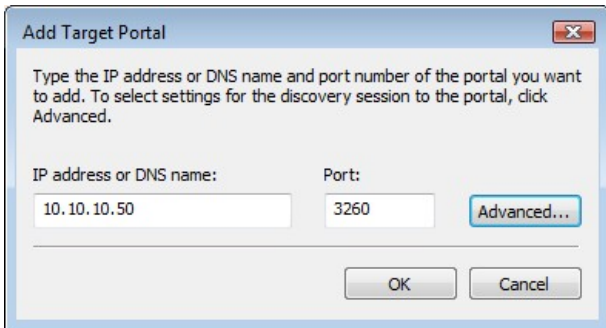 Add Target Portal
Type the IP address or DNS name and port number of the portal you want
to add. To select settings for the discovery session to the portal, click
Advanced.
IP address or DNS name: Port:
10.10.10.50 3260 Advanced...
OK Cancel